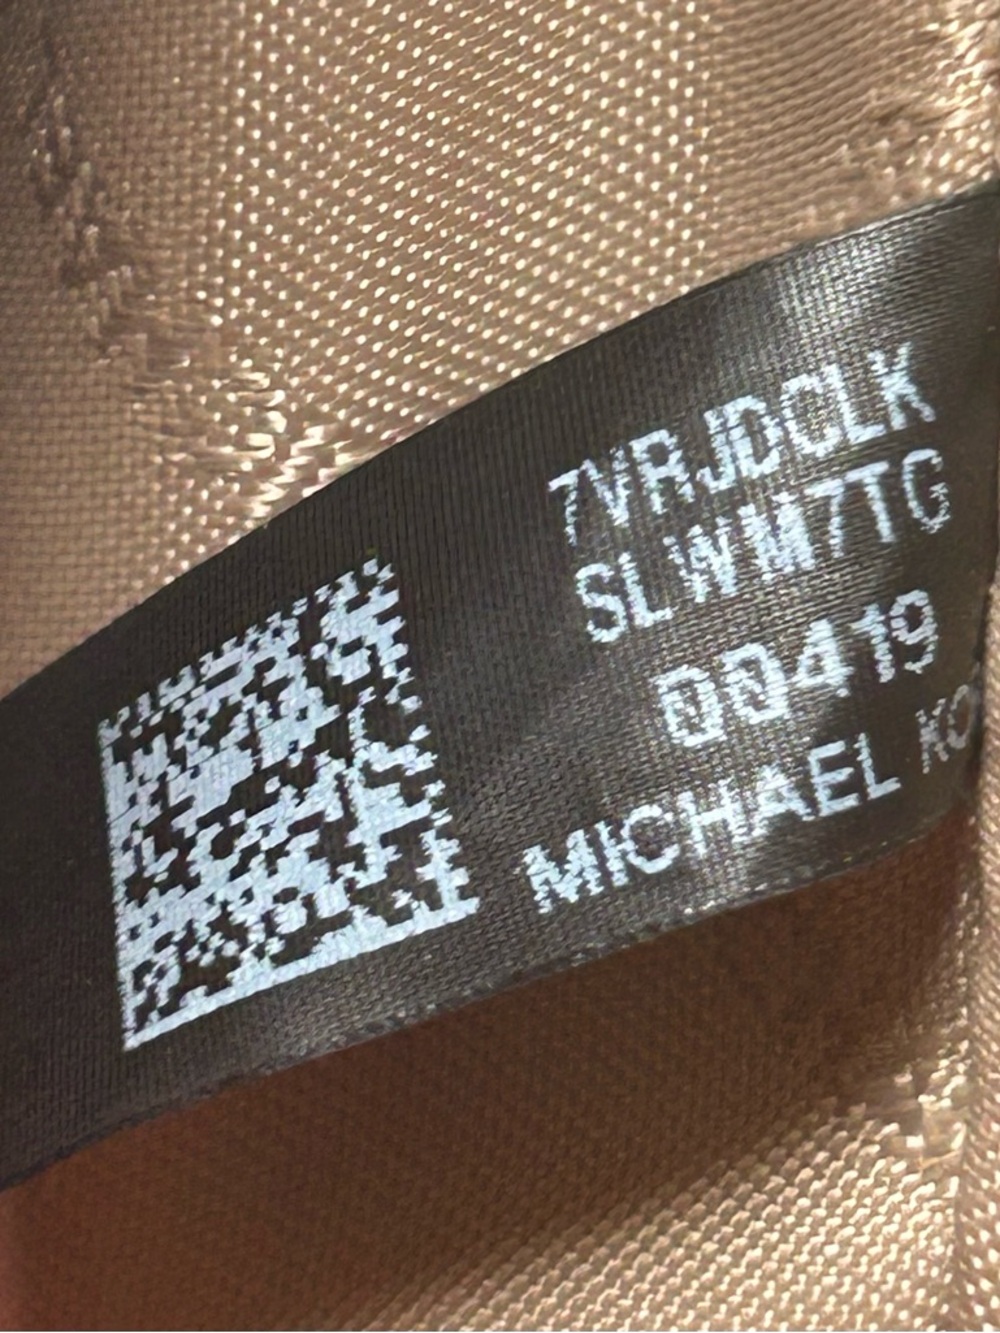 7VRJDCLK
SLWM7TG
00419
MICHAEL KO